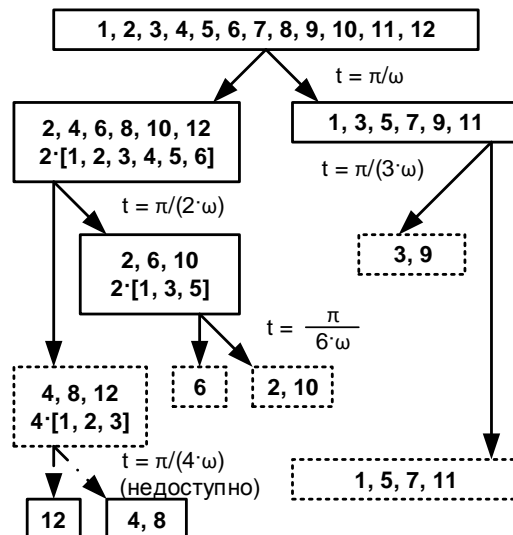 1, 2, 3, 4, 5, 6, 7, 8, 9, 10, 11, 12
t = π/ω
2, 4, 6, 8, 10, 12
2·[1, 2, 3, 4, 5, 6]
1, 3, 5, 7, 9, 11
t = π/(3·ω)
t = π/(2·ω)
3, 9
2, 6, 10
2·[1, 3, 5]
t = π
6·ω
6
2, 10
4, 8, 12
4·[1, 2, 3]
t = π/(4·ω)
(недоступно)
1, 5, 7, 11
12
4, 8